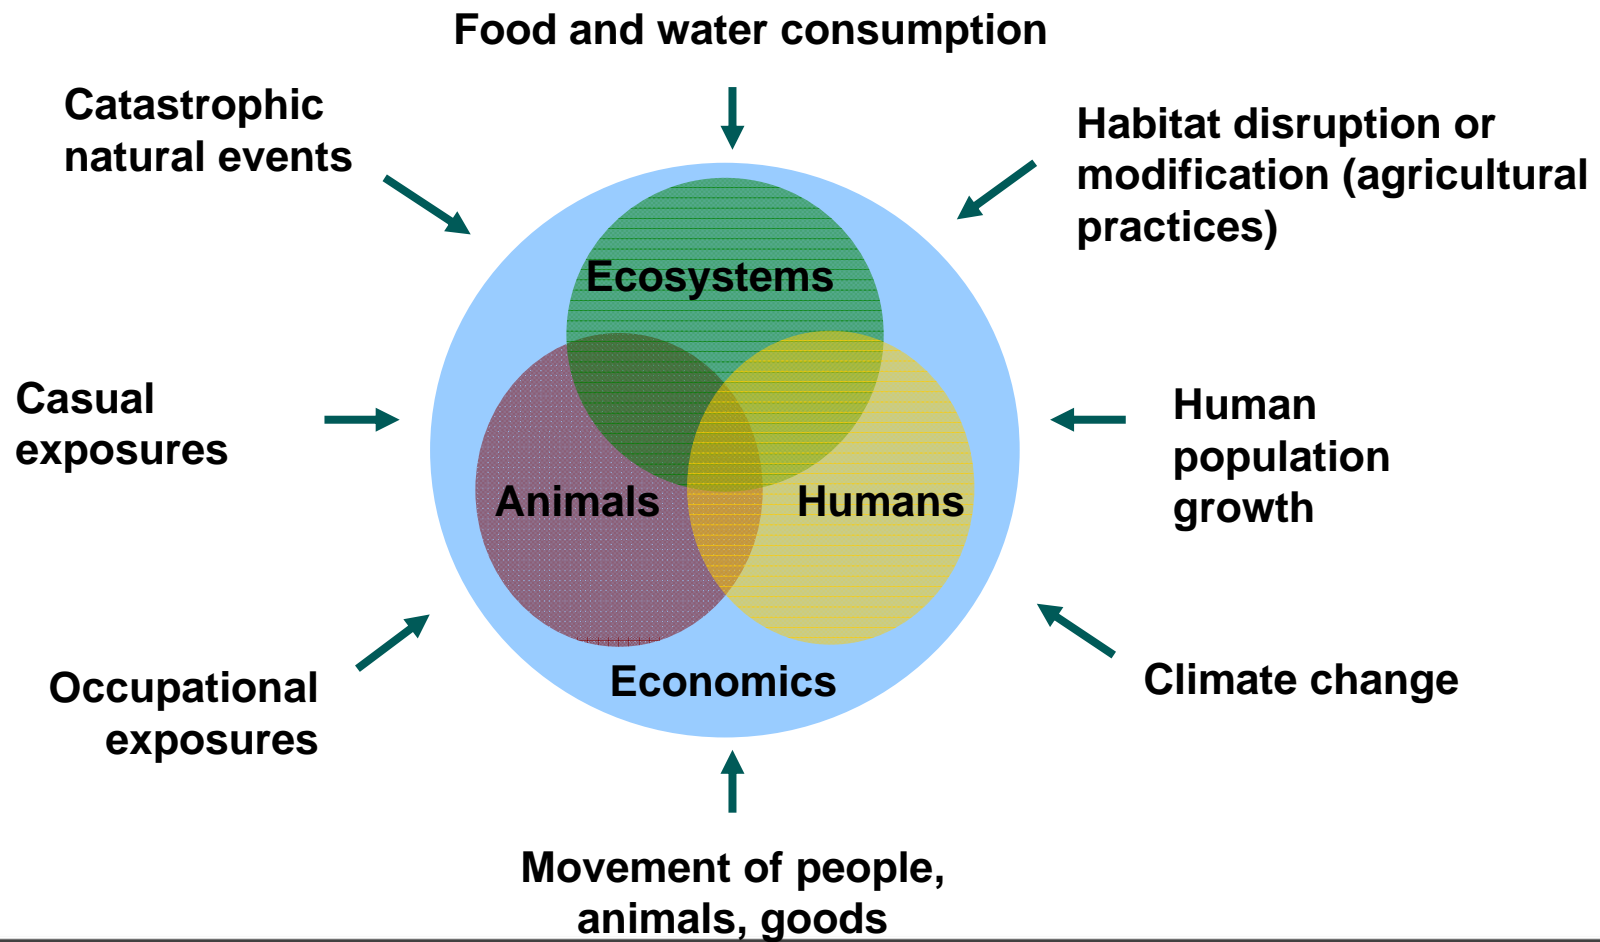 Food and water consumption
Catastrophic
natural events
Habitat disruption or
modification (agricultural
practices)
Ecosystems
Casual
exposures
Human
population
growth
Animals
Humans
Occupational
exposures
Economics
Climate change
Movement of people,
animals, goods